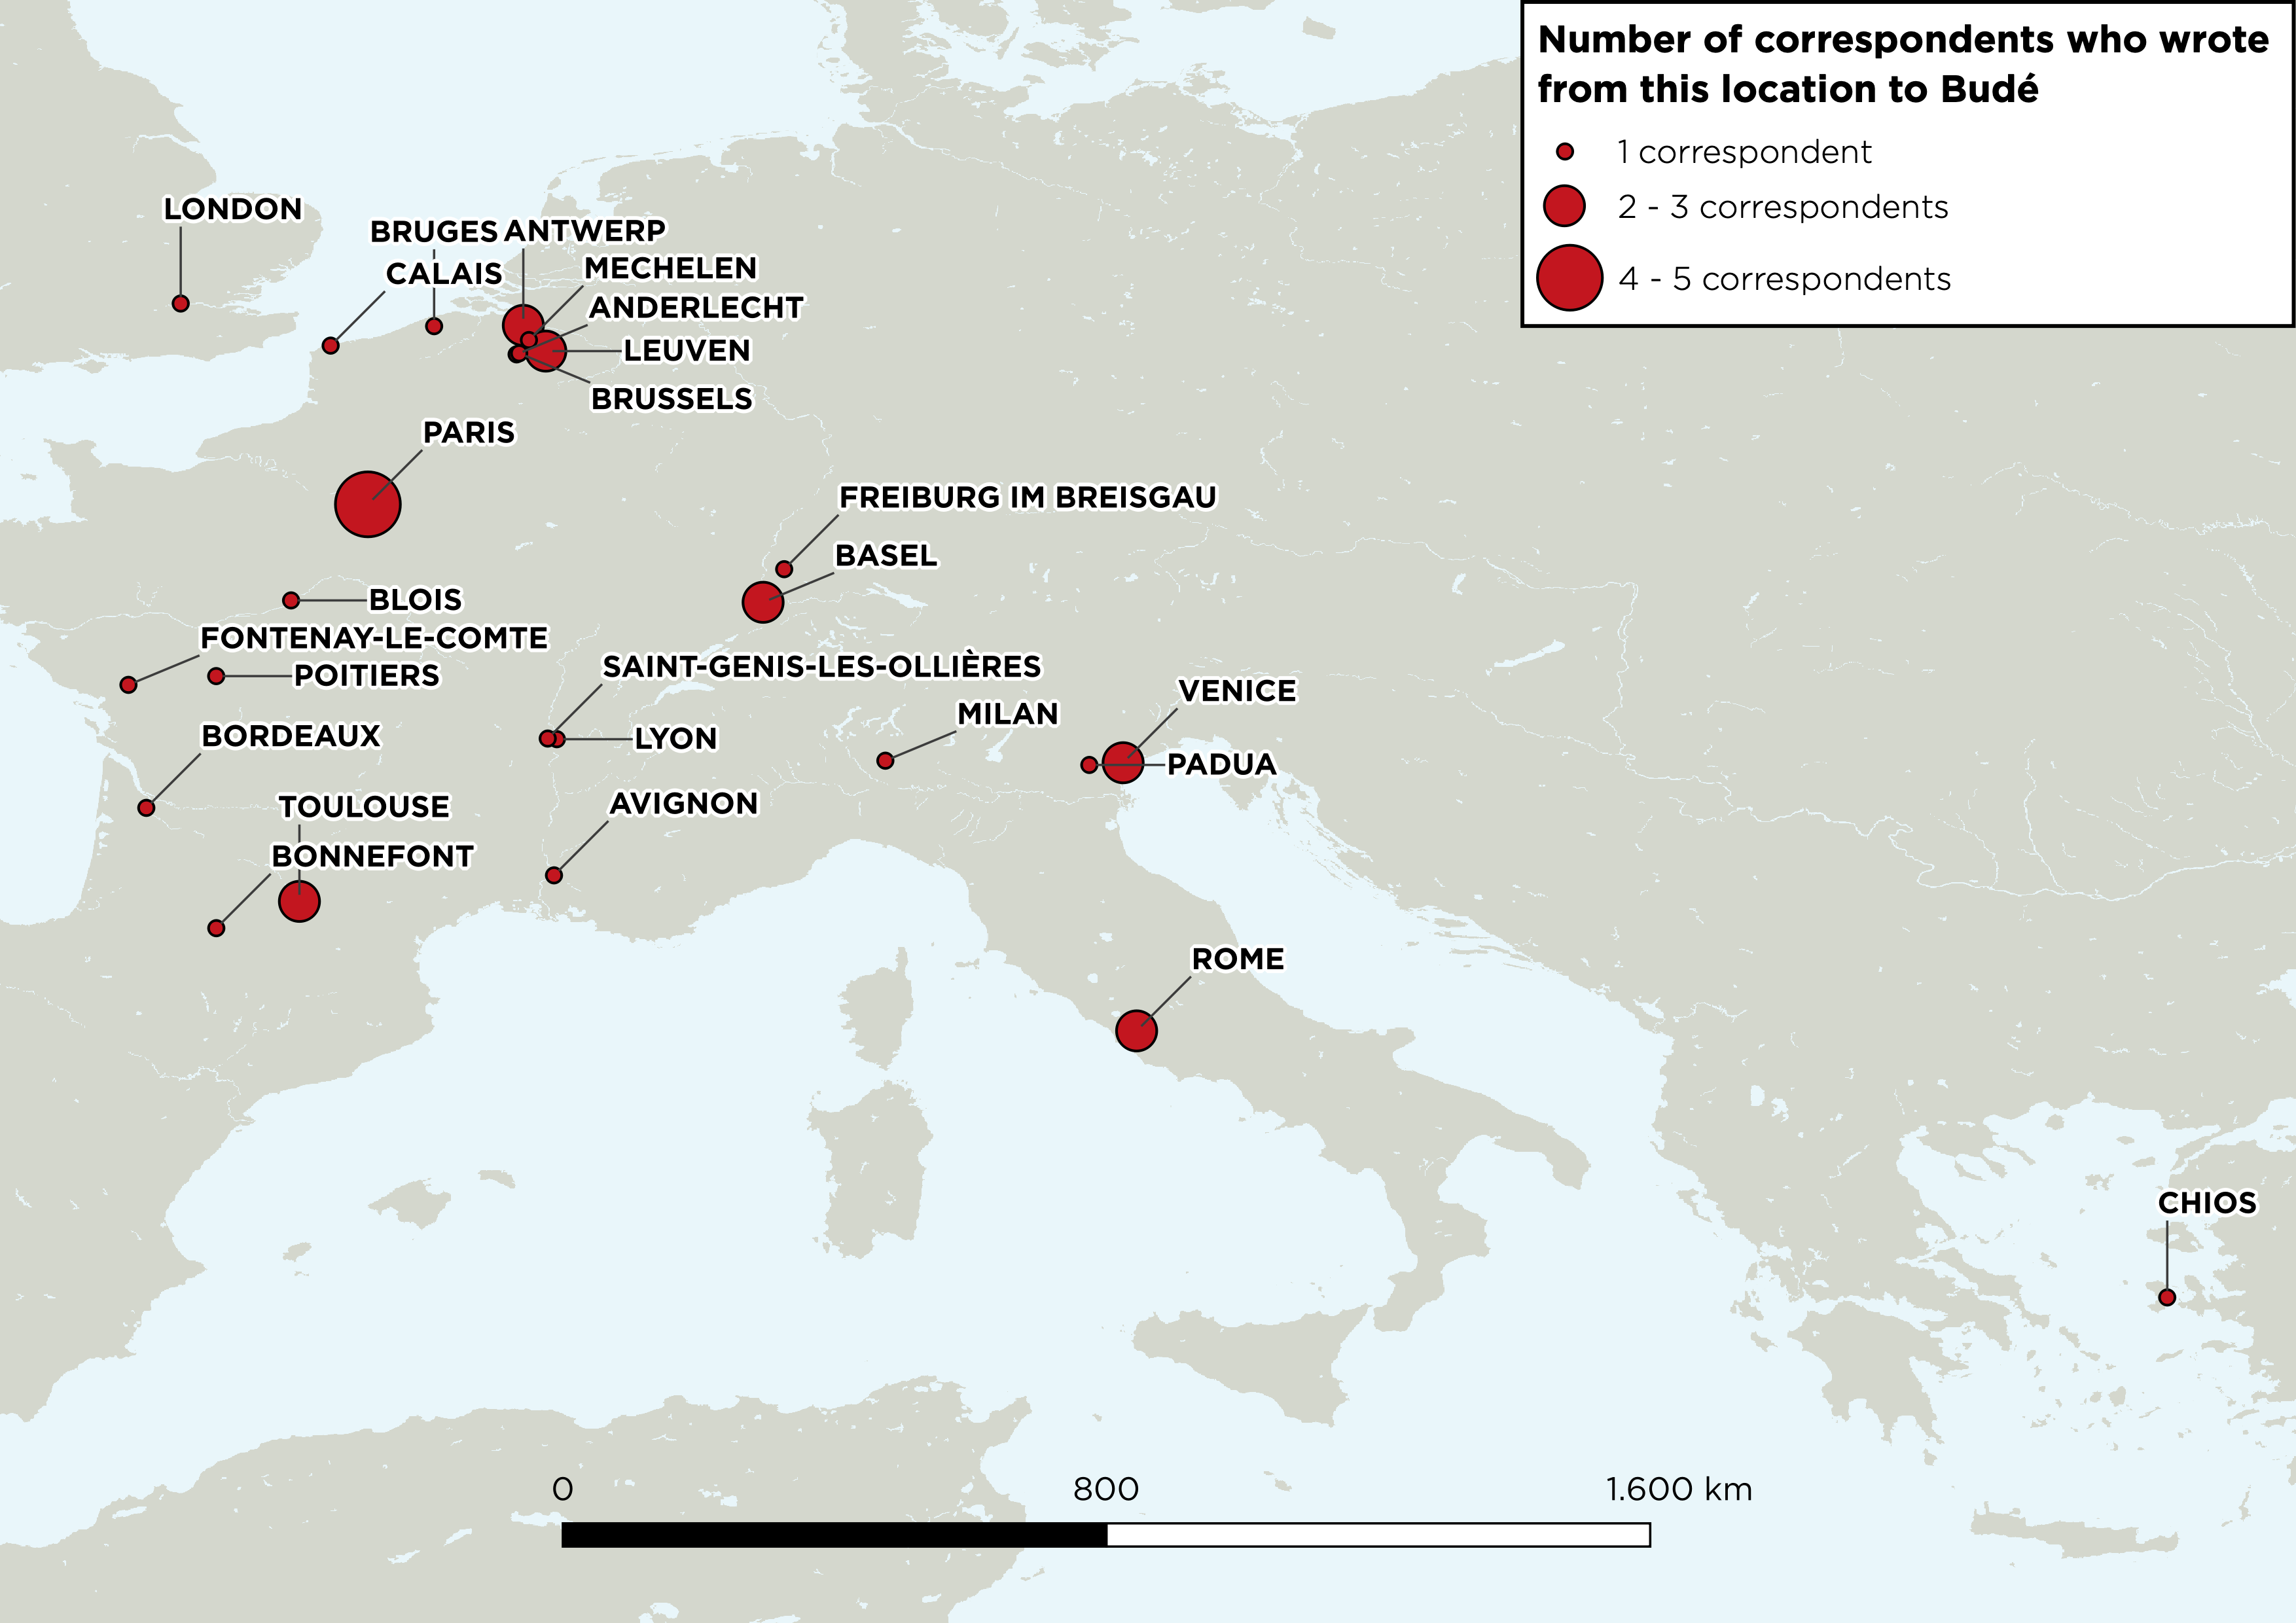 Number of correspondents who wrote
from this location to Budé
1 correspondent
2 - 3 correspondents
4 - 5 correspondents
LONDON
BRUGES
ANTWERP
CALAIS
MECHELEN
ANDERLECHT
LEUVEN
BRUSSELS
PARIS
FREIBURG IM BREISGAU
BASEL
BLOIS
FONTENAY-LE-COMTE
POITIERS
SAINT-GENIS-LES-OLLIÈRES
VENICE
MILAN
BORDEAUX
LYON
PADUA
AVIGNON
TOULOUSE
BONNEFONT
ROME
CHIOS
0 800 1.600 km